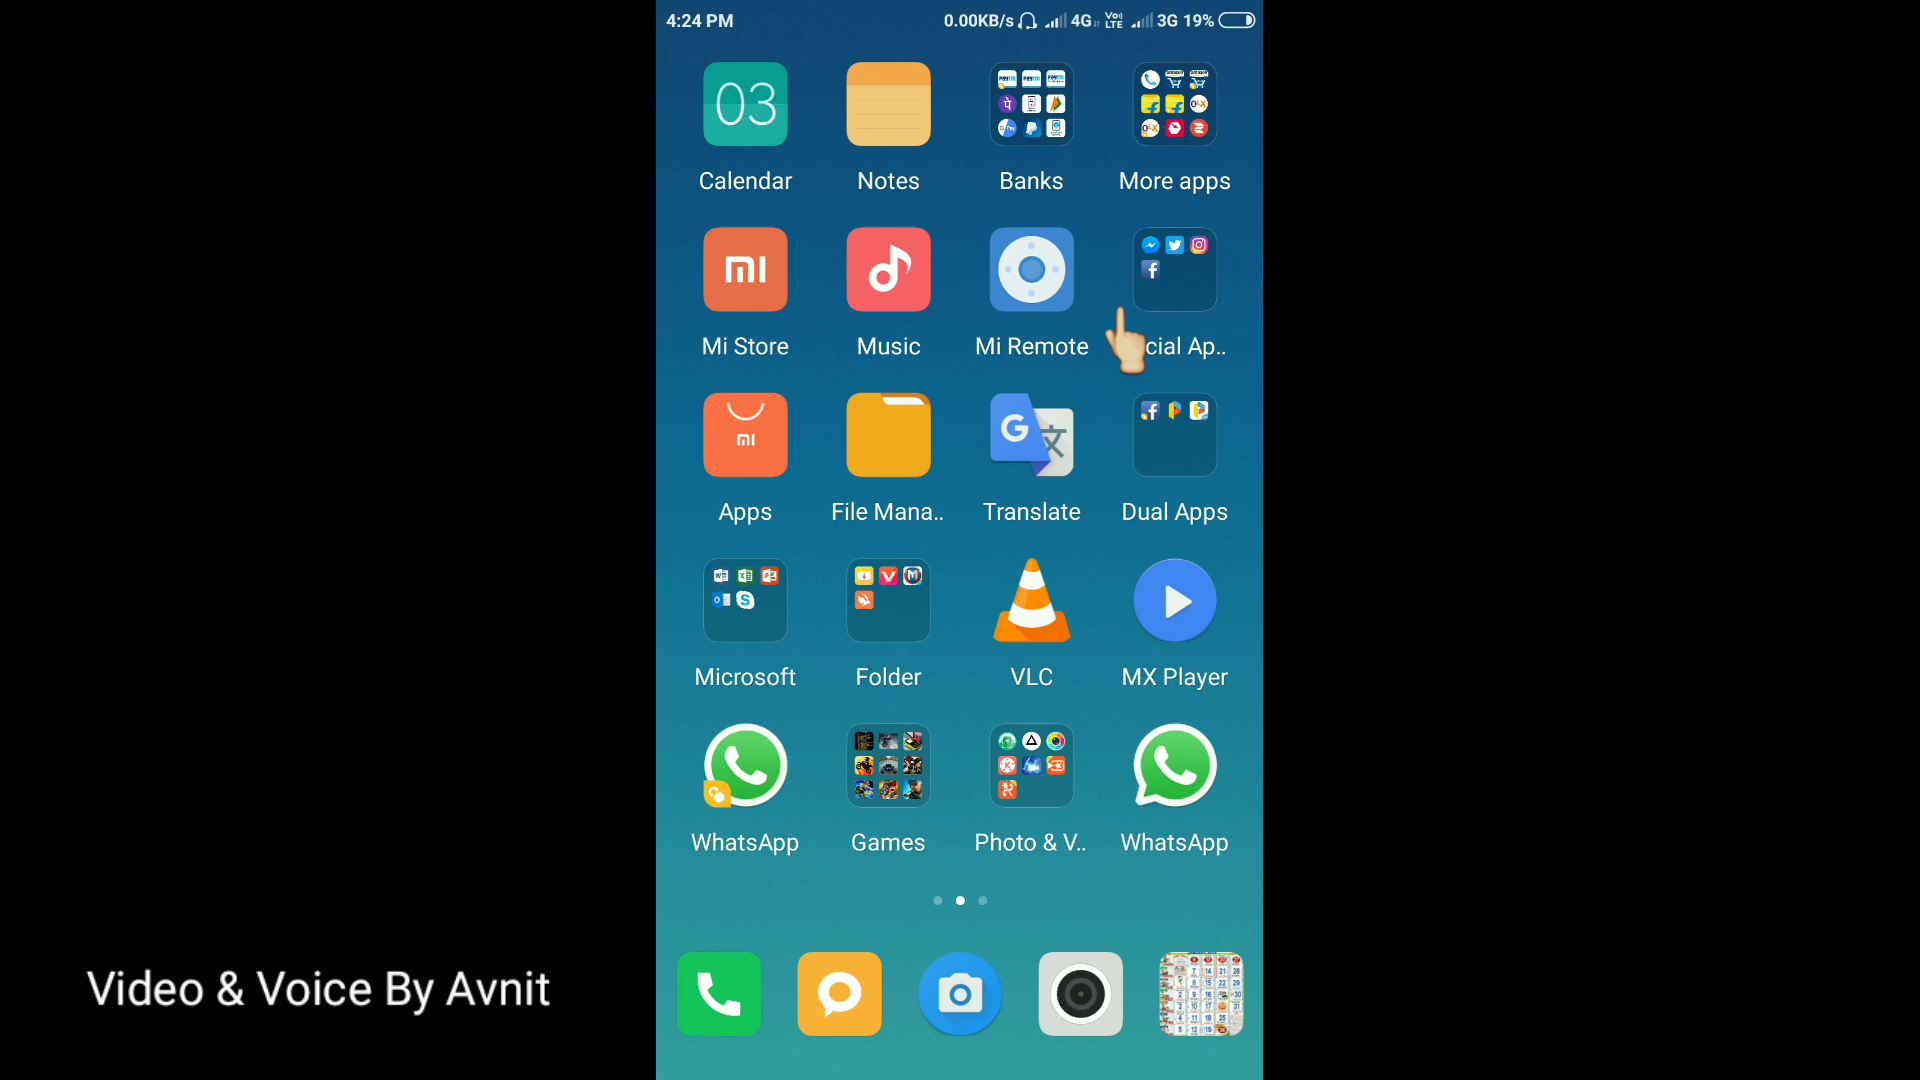 4:24 PM 0.00KB/s 4G VoLTE 3G 19%
03
Calendar Notes Banks More apps
Mi Store Music Mi Remote cial Ap..
Apps File Mana.. Translate Dual Apps
Microsoft Folder VLC MX Player
WhatsApp Games Photo & V.. WhatsApp
Video & Voice By Avnit